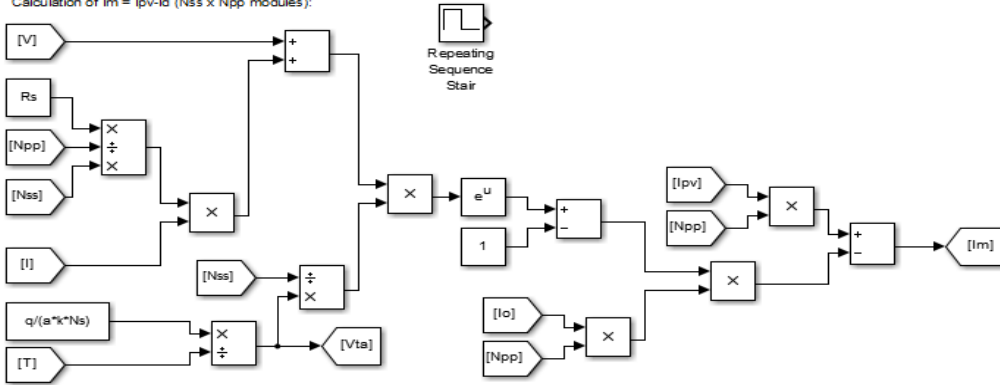 Calculation of Im = Ipv-Id (Nss x Npp modules):
[V]
+
+
Repeating
Sequence
Stair
Rs
×
[Npp]
÷
[Nss]
×
×
[I]
[Nss]
÷
×
q/(a*k*Ns)
×
[T]
÷
[Vta]
×
eu
+
−
1
[Io]
[Npp]
×
×
[Ipv]
[Npp]
×
+
−
[Im]